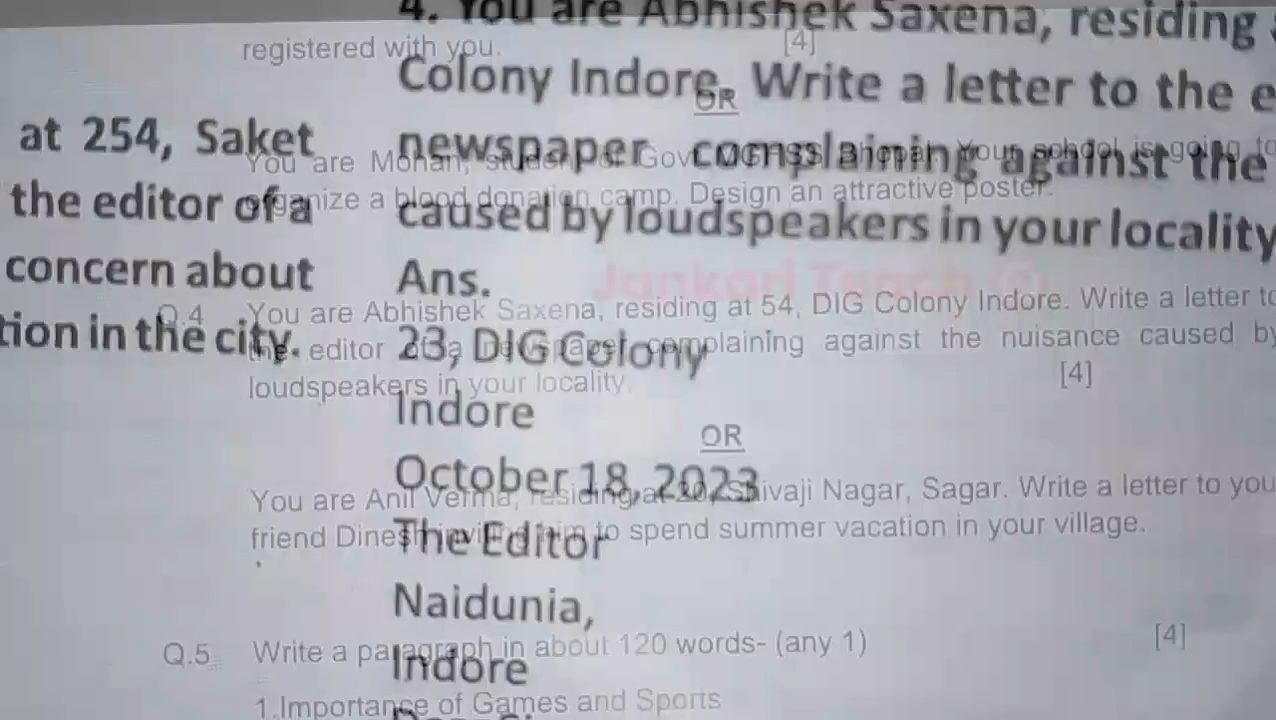 4. You are Abhishek Saxena, residing
Colony Indore. Write a letter to the e
newspaper complaining against the
caused by loudspeakers in your locality
Ans.
23, DIG Colony
Indore
October 18, 2023
The Editor
Naidunia,
Indore
at 254, Saket
the editor of a
concern about
tion in the city.
registered with you.
[4]
OR
You are Mohan, student of Govt school is going to
organize a blood donation camp. Design an attractive poster.
Jankari Teach
Q.4 You are Abhishek Saxena, residing at 54, DIG Colony Indore. Write a letter to
the editor of a complaining against the nuisance caused by
loudspeakers in your locality. [4]
OR
You are Anil Verma, residing at Shivaji Nagar, Sagar. Write a letter to you
friend Dinesh inviting him to spend summer vacation in your village.
Q.5 Write a paragraph in about 120 words- (any 1) [4]
1.Importance of Games and Sports